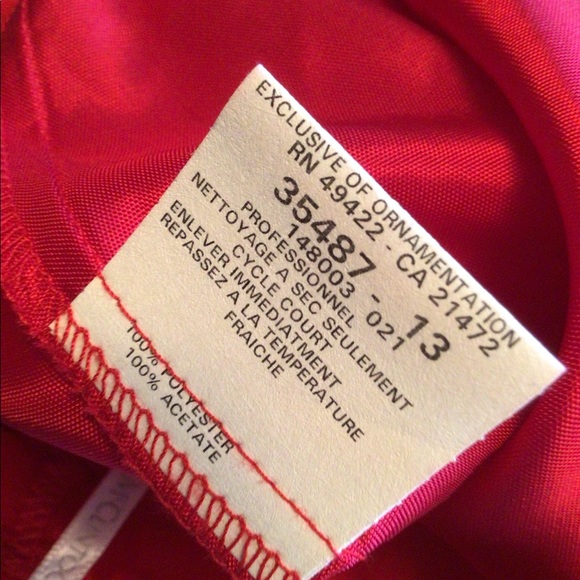 EXCLUSIVE OF ORNAMENTATION
RN 49422 - CA 21472
35487 - 13
148003 021
PROFESSIONNEL
NETTOYAGE A SEC SEULEMENT
CYCLE COURT
ENLEVER IMMEDIATMENT
REPASSEZ A LA TEMPERATURE
FRAICHE
100% POLYESTER
100% ACETATE